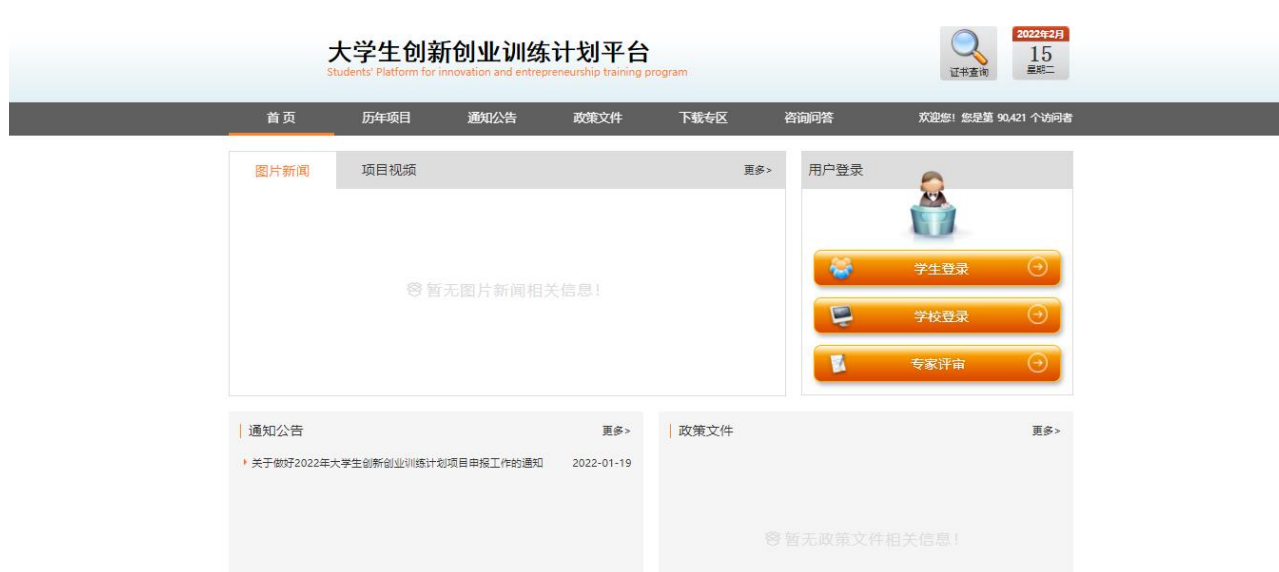 大学生创新创业训练计划平台
Students' Platform for innovation and entrepreneurship training program
证书查询
2022年2月
15
星期二
首 页 历年项目 通知公告 政策文件 下载专区 咨询问答 欢迎您！您是第 90,421 个访问者
图片新闻 项目视频 更多>
用户登录
暂无图片新闻相关信息！
学生登录
学校登录
专家评审
通知公告 更多>
关于做好2022年大学生创新创业训练计划项目申报工作的通知 2022-01-19
政策文件 更多>
暂无政策文件相关信息！